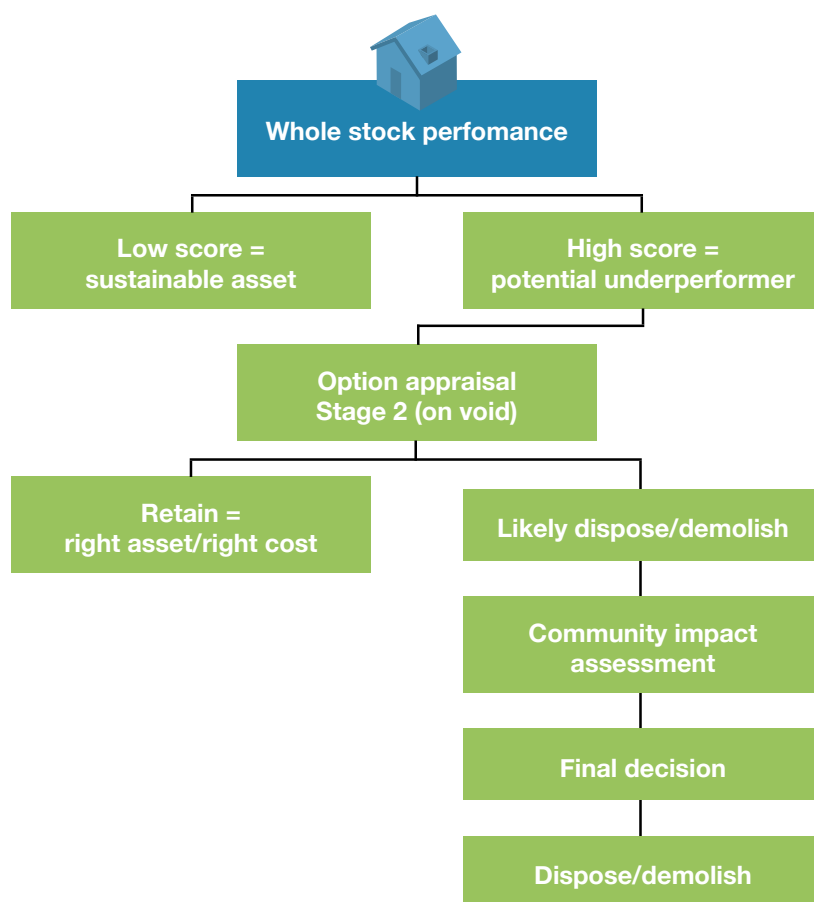 Whole stock perfomance
Low score =
sustainable asset
High score =
potential underperformer
Option appraisal
Stage 2 (on void)
Retain =
right asset/right cost
Likely dispose/demolish
Community impact
assessment
Final decision
Dispose/demolish